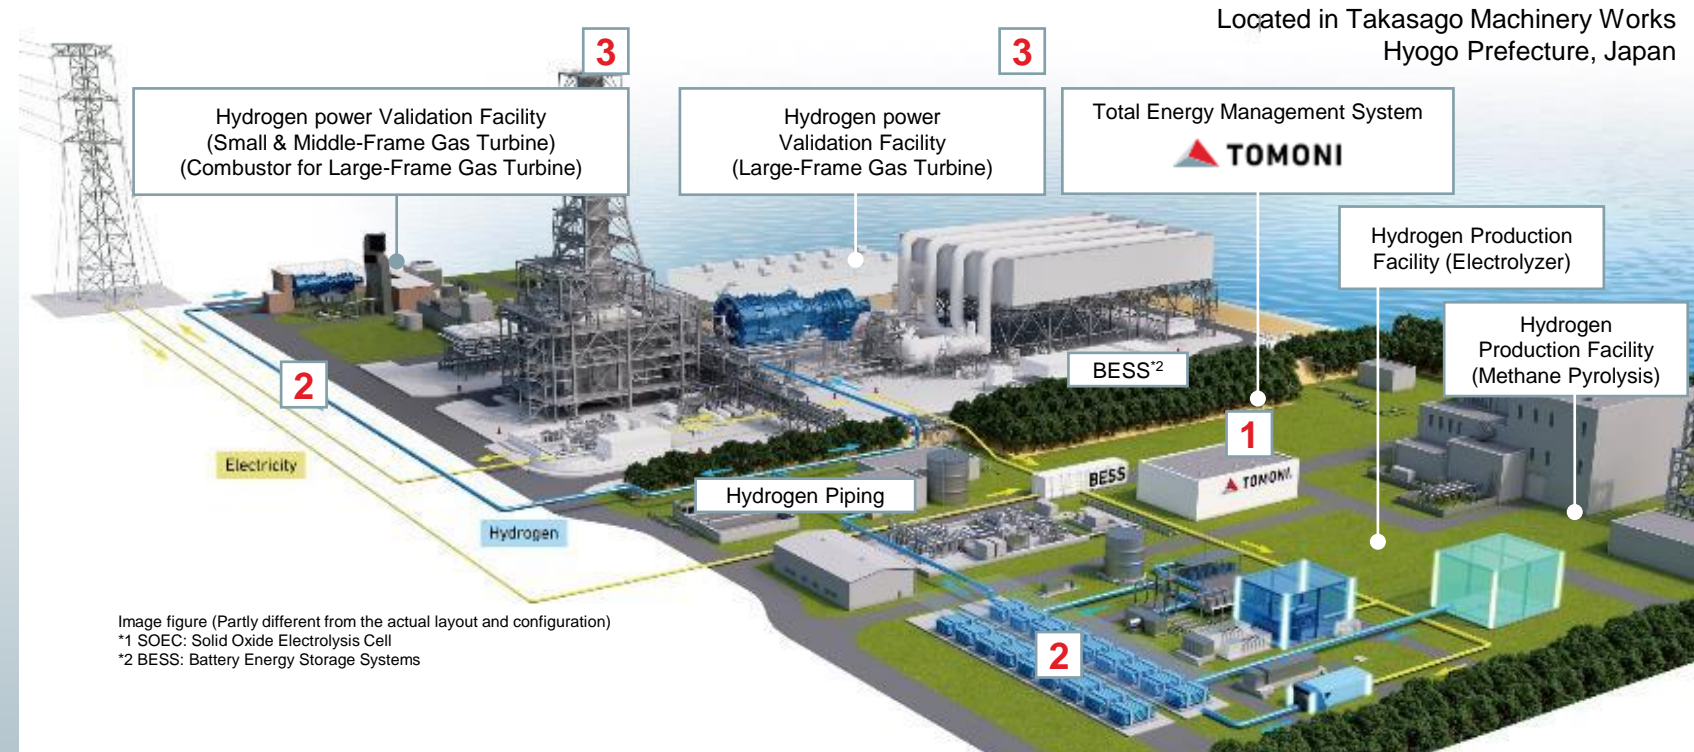 Located in Takasago Machinery Works
Hyogo Prefecture, Japan
3
3
Hydrogen power Validation Facility
(Small & Middle-Frame Gas Turbine)
(Combustor for Large-Frame Gas Turbine)
Hydrogen power
Validation Facility
(Large-Frame Gas Turbine)
Total Energy Management System
TOMONI
Hydrogen Production
Facility (Electrolyzer)
Hydrogen
Production Facility
(Methane Pyrolysis)
BESS*2
2
1
Electricity
BESS
TOMONI
Hydrogen Piping
Hydrogen
2
Image figure (Partly different from the actual layout and configuration)
*1 SOEC: Solid Oxide Electrolysis Cell
*2 BESS: Battery Energy Storage Systems